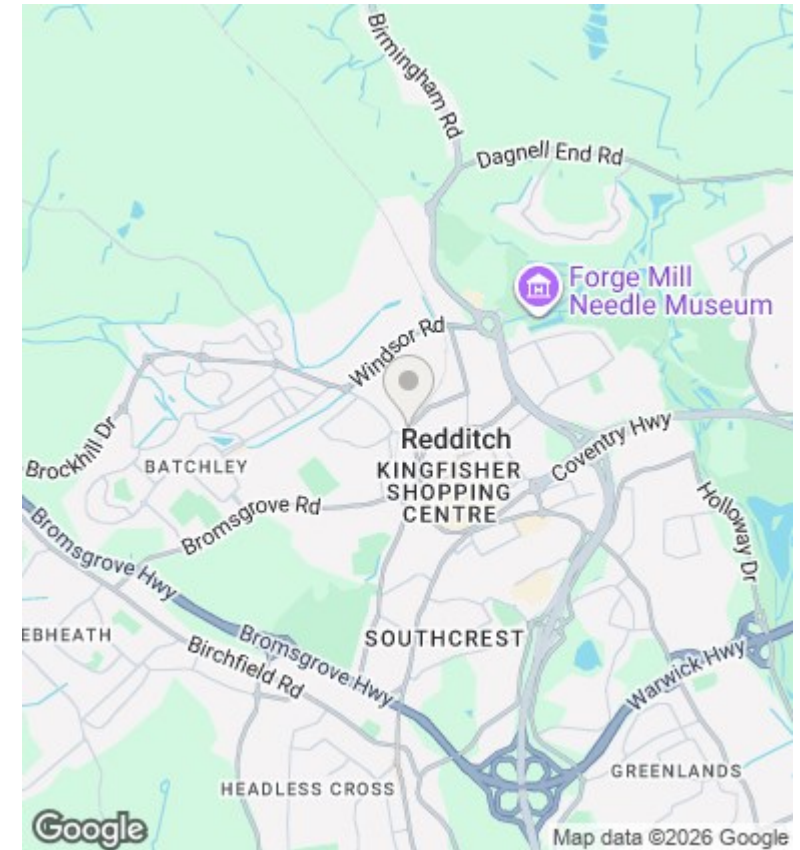 Birmingham Rd
Dagnell End Rd
Forge Mill
Needle Museum
Windsor Rd
Redditch
KINGFISHER
SHOPPING
CENTRE
Coventry Hwy
Brockhill Dr
BATCHLEY
Bromsgrove Rd
Holloway Dr
Bromsgrove Hwy
EBHEATH
Birchfield Rd
Bromsgrove Hwy
SOUTHCREST
Warwick Hwy
HEADLESS CROSS
GREENLANDS
Google
Map data ©2026 Google